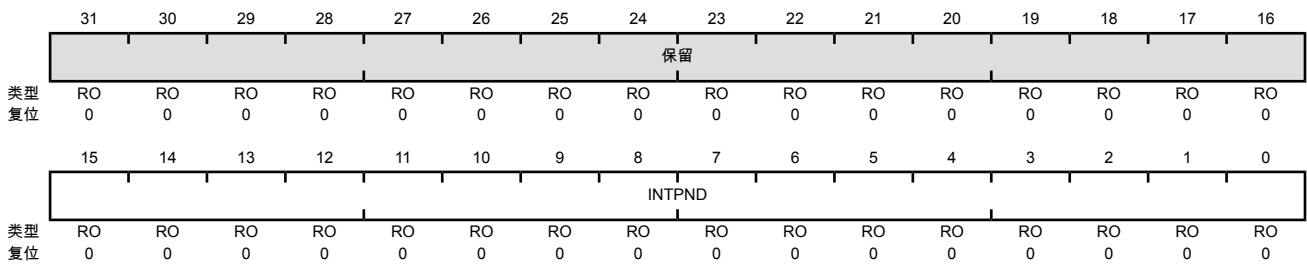 31 30 29 28 27 26 25 24 23 22 21 20 19 18 17 16
保留
类型 RO RO RO RO RO RO RO RO RO RO RO RO RO RO RO RO
复位 0 0 0 0 0 0 0 0 0 0 0 0 0 0 0 0
15 14 13 12 11 10 9 8 7 6 5 4 3 2 1 0
INTPND
类型 RO RO RO RO RO RO RO RO RO RO RO RO RO RO RO RO
复位 0 0 0 0 0 0 0 0 0 0 0 0 0 0 0 0